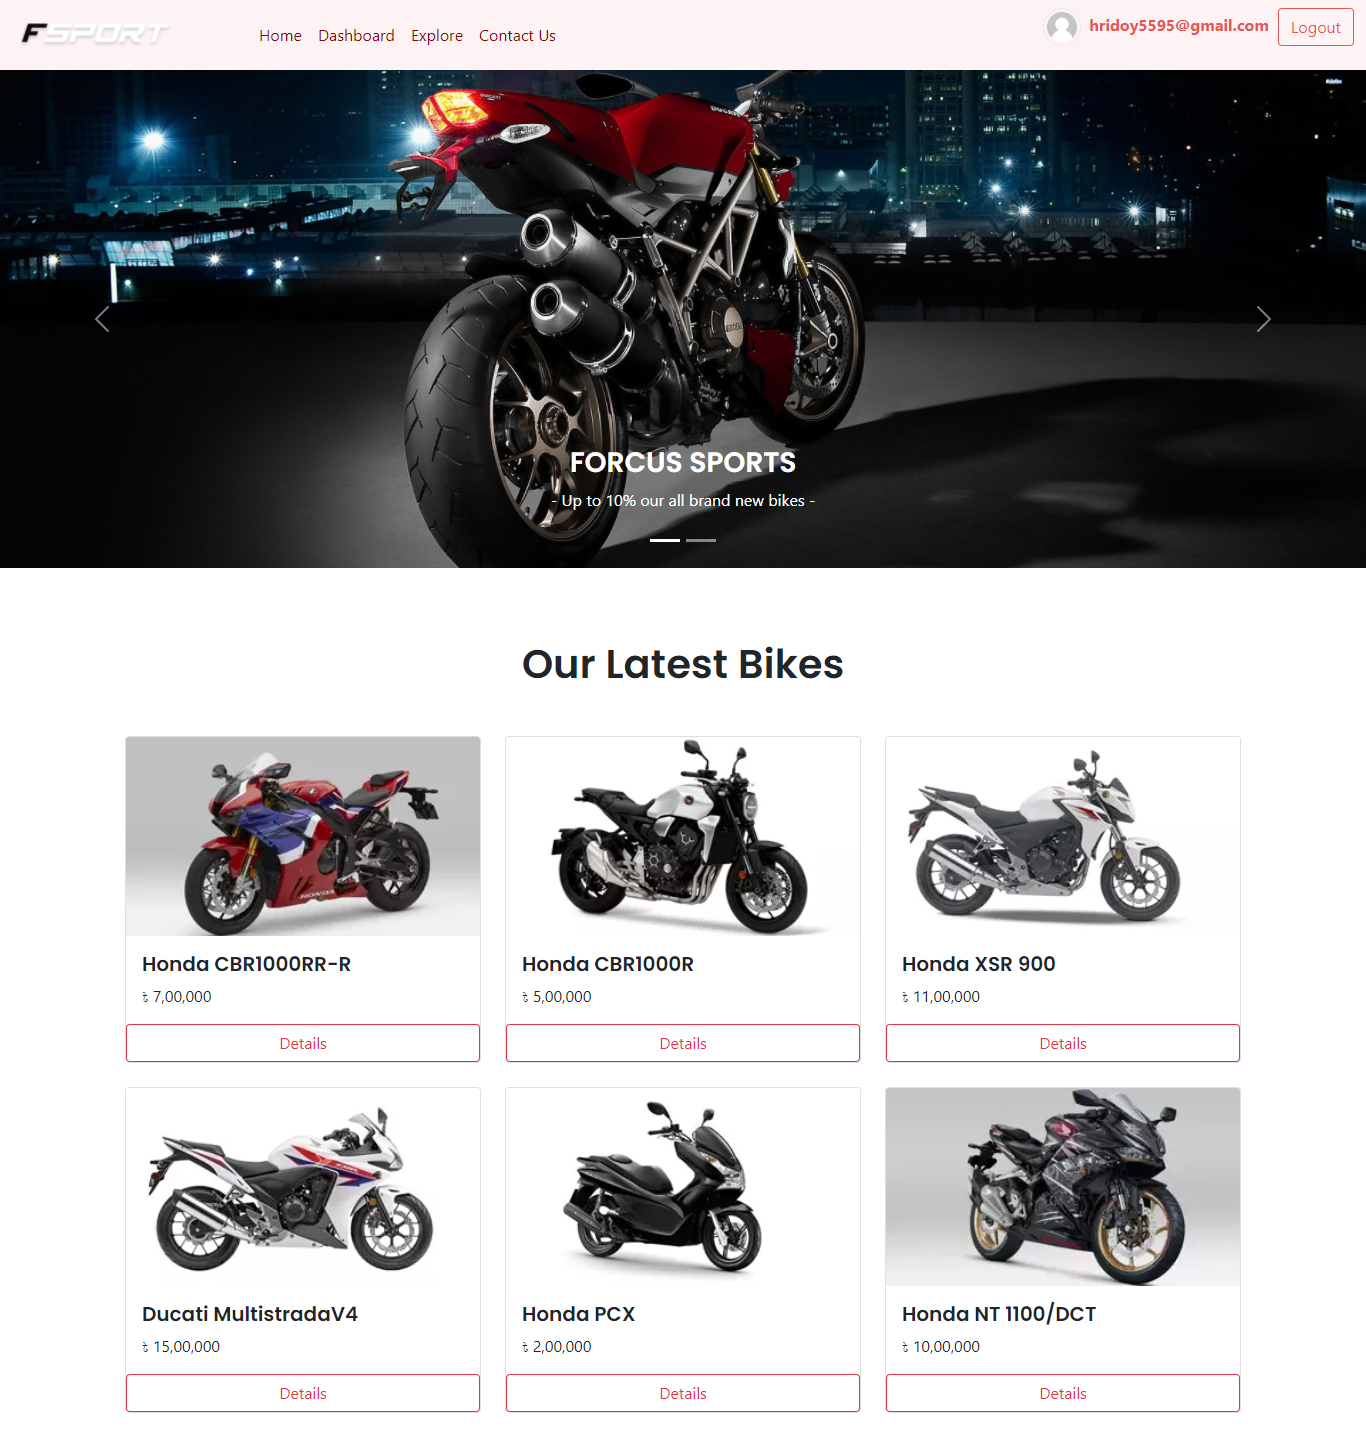 FSPORT
Home Dashboard Explore Contact Us
hridoy5595@gmail.com
Logout
DUCATI
FORCUS SPORTS
- Up to 10% our all brand new bikes -
Our Latest Bikes
HONDA
Honda CBR1000RR-R
৳ 7,00,000
Details
Honda CBR1000R
৳ 5,00,000
Details
Honda XSR 900
৳ 11,00,000
Details
Ducati MultistradaV4
৳ 15,00,000
Details
Honda PCX
৳ 2,00,000
Details
Honda NT 1100/DCT
৳ 10,00,000
Details